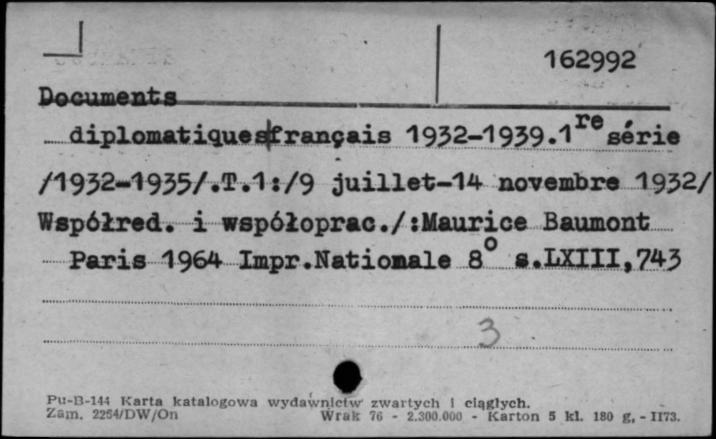 162992
Documents
diplomatiques français 1932-1939.1re série
/1932-1935/.T.1:/9 juillet-14 novembre 1932/
Współred. i współoprac./:Maurice Baumont
Paris 1964 Impr.Nationale 8° s.LXIII,743
3
Pu-B-144 Karta katalogowa wydawnictw zwartych i ciągłych.
Zam. 2254/DW/On Wrak 76 - 2.300.000 - Karton 5 kl. 180 g. - II73.